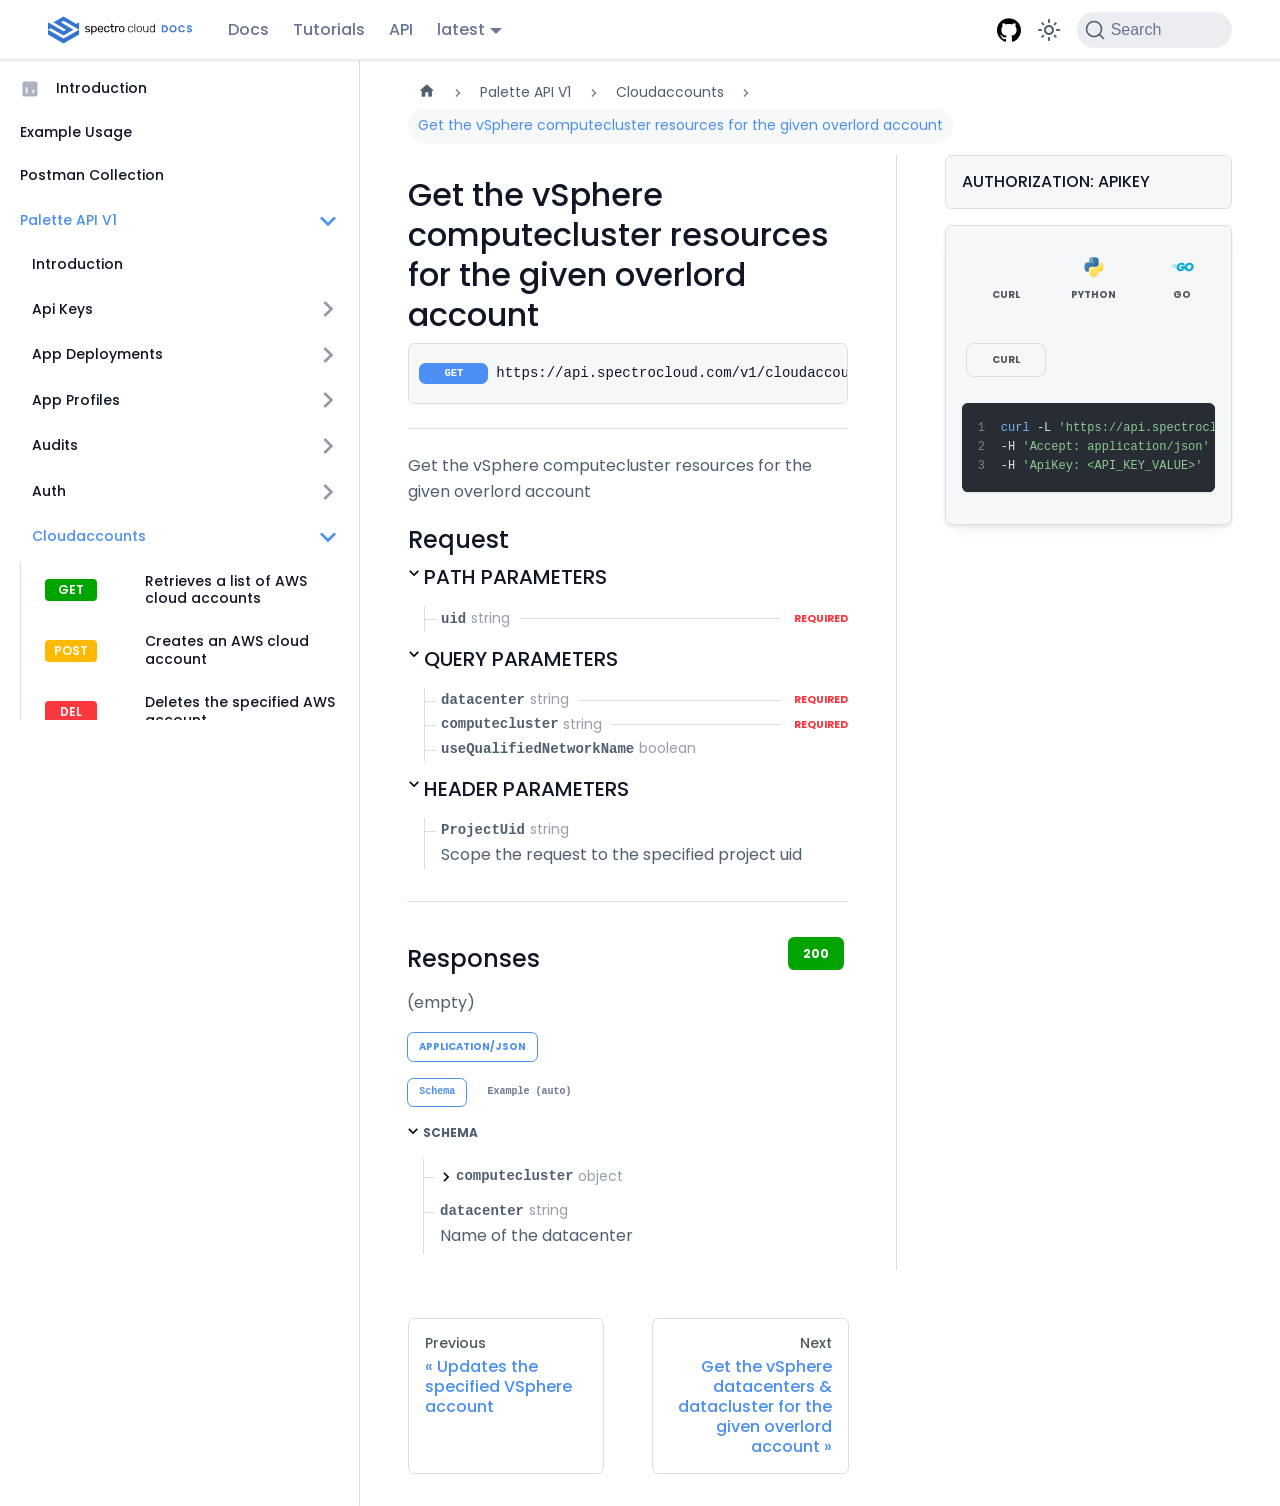 spectro cloud DOCS
Docs
Tutorials
API
latest
Search
Introduction
Example Usage
Postman Collection
Palette API V1
Introduction
Api Keys
App Deployments
App Profiles
Audits
Auth
Cloudaccounts
GET
Retrieves a list of AWS
cloud accounts
POST
Creates an AWS cloud
account
DEL
Deletes the specified AWS
account
Palette API V1
Cloudaccounts
Get the vSphere computecluster resources for the given overlord account
Get the vSphere
computecluster resources
for the given overlord
account
GET
https://api.spectrocloud.com/v1/cloudaccou
Get the vSphere computecluster resources for the
given overlord account
Request
PATH PARAMETERS
uid string REQUIRED
QUERY PARAMETERS
datacenter string REQUIRED
computecluster string REQUIRED
useQualifiedNetworkName boolean
HEADER PARAMETERS
ProjectUid string
Scope the request to the specified project uid
Responses
200
(empty)
APPLICATION/JSON
Schema
Example (auto)
SCHEMA
computecluster object
datacenter string
Name of the datacenter
Previous
« Updates the
specified VSphere
account
Next
Get the vSphere
datacenters &
datacluster for the
given overlord
account »
AUTHORIZATION: APIKEY
CURL
PYTHON
GO
CURL
1 curl -L 'https://api.spectrocl
2 -H 'Accept: application/json'
3 -H 'ApiKey: <API_KEY_VALUE>'